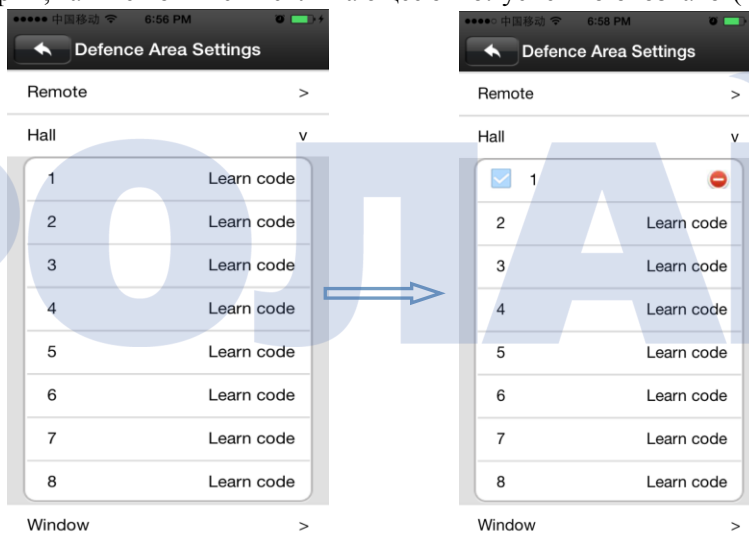 中国移动 6:56 PM
Defence Area Settings
Remote >
Hall v
1 Learn code
2 Learn code
3 Learn code
4 Learn code
5 Learn code
6 Learn code
7 Learn code
8 Learn code
Window >
中国移动 6:58 PM
Defence Area Settings
Remote >
Hall v
1
2 Learn code
3 Learn code
4 Learn code
5 Learn code
6 Learn code
7 Learn code
8 Learn code
Window >